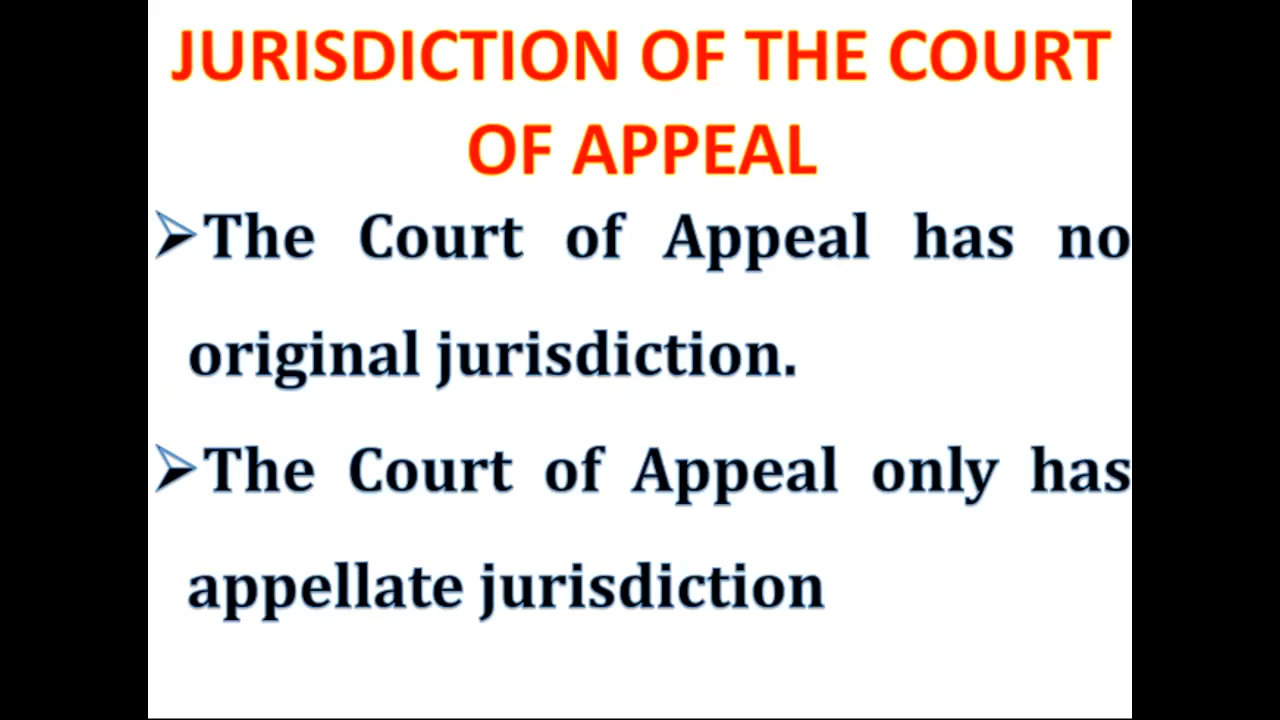 JURISDICTION OF THE COURT
OF APPEAL
➢The Court of Appeal has no
original jurisdiction.
➢The Court of Appeal only has
appellate jurisdiction